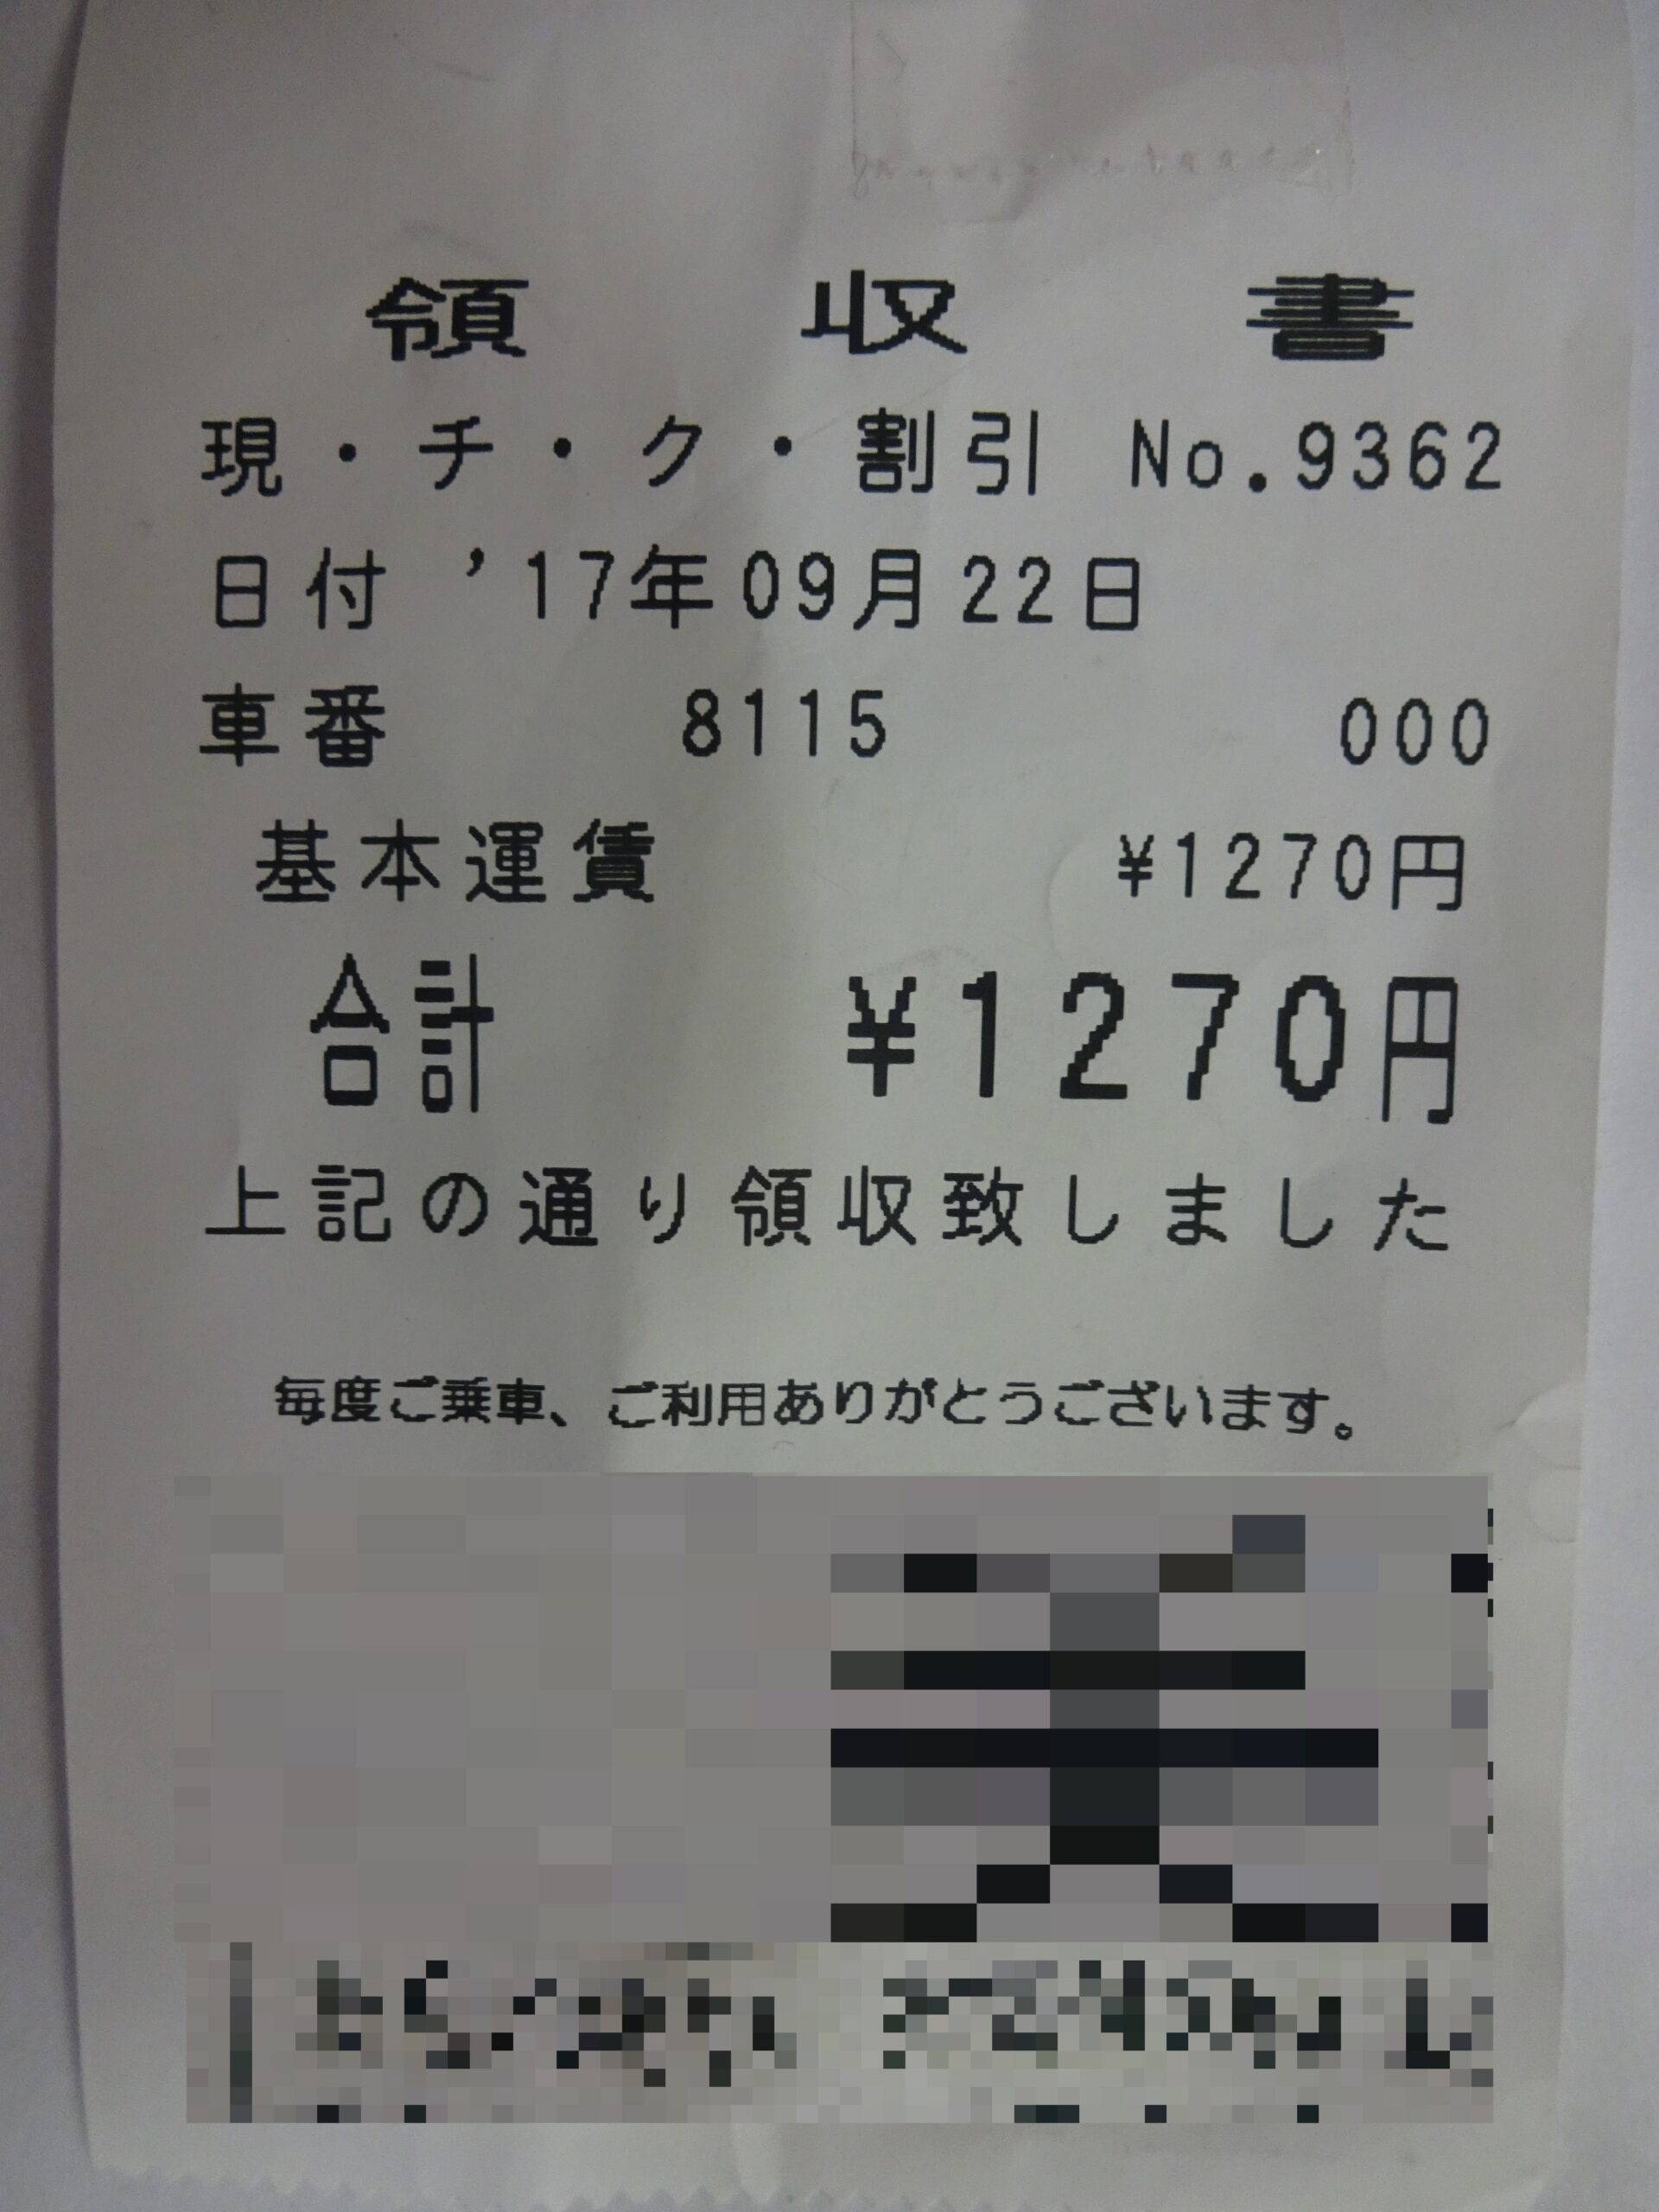 領収書
現・チ・ク・割引 No.9362
日付 '17年09月22日
車番 8115 000
基本運賃 ¥1270円
合計 ¥1270円
上記の通り領収致しました
毎度ご乗車、ご利用ありがとうございます。